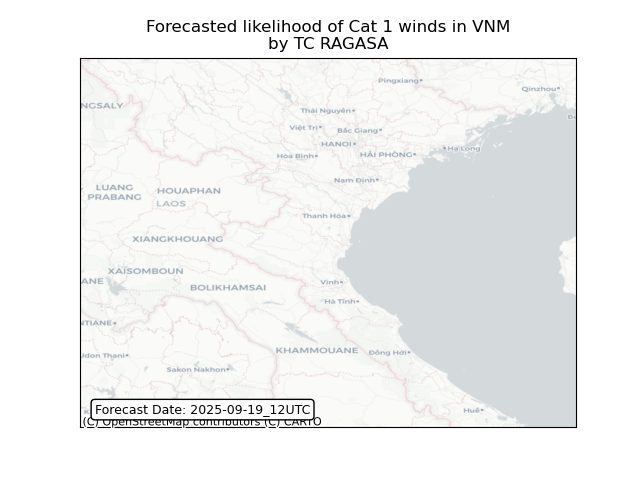 Forecasted likelihood of Cat 1 winds in VNM
by TC RAGASA
Pingxiang
Qinzhou
NGSALY
Thái Nguyên
Việt Trì
Bắc Giang
HANOI
Hạ Long
Hòa Bình
HẢI PHÒNG
Nam Định
LUANG
PRABANG
HOUAPHAN
LAOS
Thanh Hóa
XIANGKHOUANG
XAISOMBOUN
ANE
BOLIKHAMSAI
Vinh
Hà Tĩnh
NTIANE
KHAMMOUANE
Đồng Hới
Udon Thani
Sakon Nakhon
Forecast Date: 2025-09-19_12UTC
Huế
(C) OpenStreetMap contributors (C) CARTO